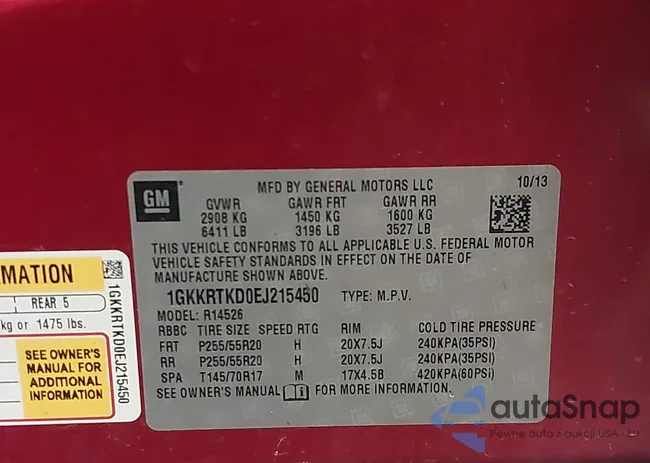 GM
MFD BY GENERAL MOTORS LLC 10/13
GVWR GAWR FRT GAWR RR
2908 KG 1450 KG 1600 KG
6411 LB 3196 LB 3527 LB
THIS VEHICLE CONFORMS TO ALL APPLICABLE U.S. FEDERAL MOTOR
VEHICLE SAFETY STANDARDS IN EFFECT ON THE DATE OF
MANUFACTURE SHOWN ABOVE.
1GKKRTKD0EJ215450 TYPE: M.P.V.
MODEL: R14526
RBBC TIRE SIZE SPEED RTG RIM COLD TIRE PRESSURE
FRT P255/55R20 H 20X7.5J 240KPA(35PSI)
RR P255/55R20 H 20X7.5J 240KPA(35PSI)
SPA T145/70R17 M 17X4.5B 420KPA(60PSI)
SEE OWNER'S MANUAL FOR MORE INFORMATION.
MATION
REAR 5
kg or 1475 lbs.
SEE OWNER'S
MANUAL FOR
ADDITIONAL
INFORMATION
1GKKRTKD0EJ215450
autoSnap
Pewne auta z aukcji USA i EU